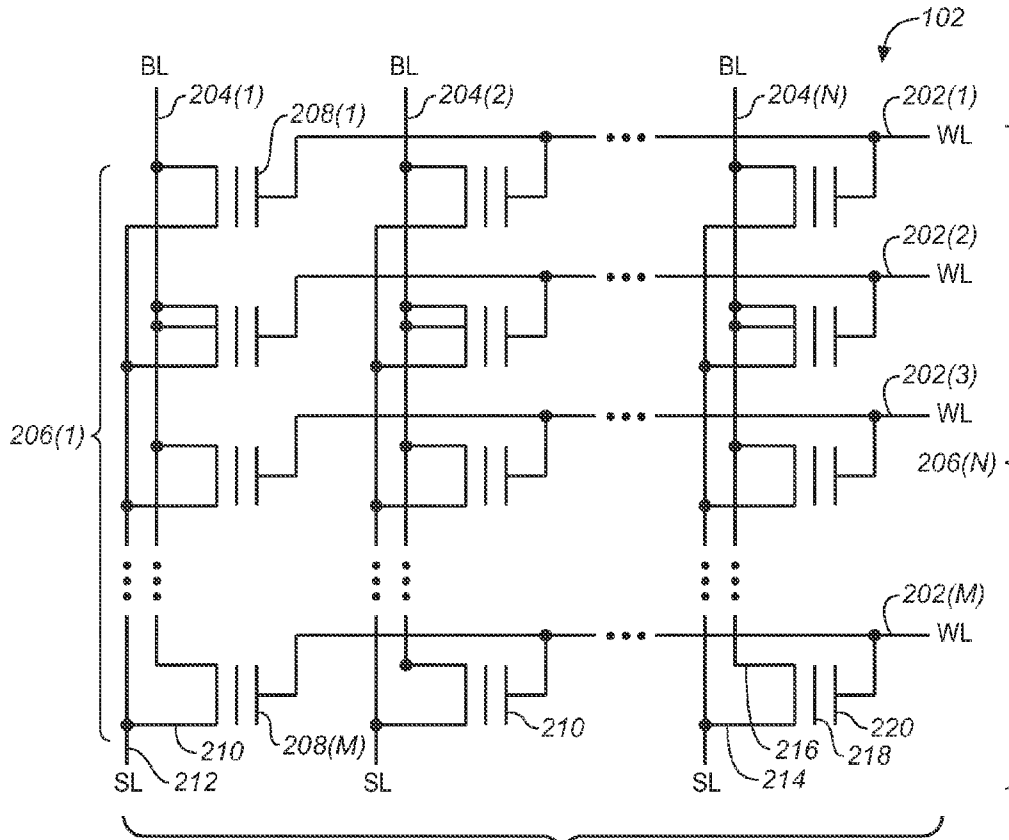 102
BL BL BL
204(1) 204(2) 204(N) 202(1)
208(1) WL
202(2)
WL
202(3)
WL
206(1) 206(N)
202(M)
WL
210 208(M) 210 216 220
212 214 218
SL SL SL